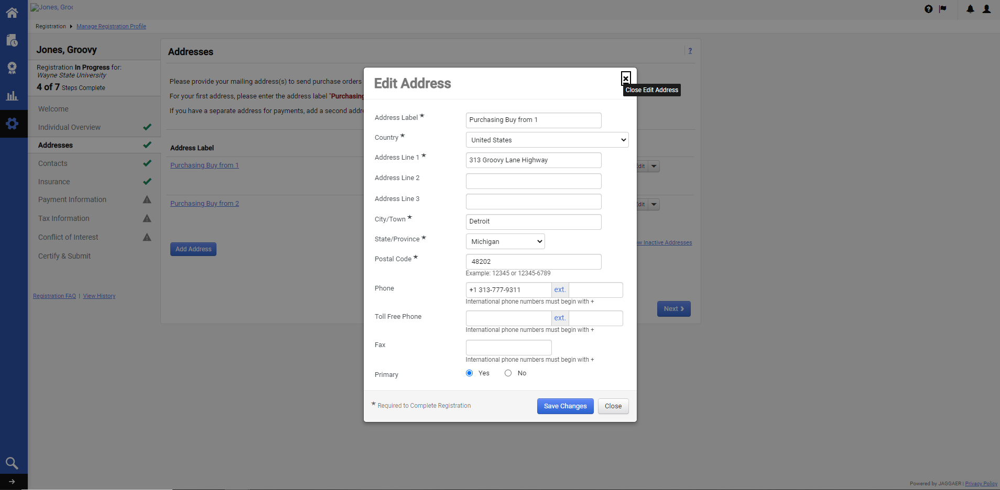 Jones, Groo
Registration Manage Registration Profile
Jones, Groovy
Registration In Progress for:
Wayne State University
4 of 7 Steps Complete
Welcome
Individual Overview
Addresses
Contacts
Insurance
Payment Information
Tax Information
Conflict of Interest
Certify & Submit
Registration FAQ | View History
Addresses
?
Please provide your mailing address(s) to send purchase orders
For your first address, please enter the address label "Purchasing
If you have a separate address for payments, add a second addre
Address Label
Purchasing Buy from 1
Edit
Purchasing Buy from 2
Edit
Add Address
w Inactive Addresses
Next
Edit Address
×
Close Edit Address
Address Label ★
Purchasing Buy from 1
Country ★
United States
Address Line 1 ★
313 Groovy Lane Highway
Address Line 2
Address Line 3
City/Town ★
Detroit
State/Province ★
Michigan
Postal Code ★
48202
Example: 12345 or 12345-6789
Phone
+1 313-777-9311 ext.
International phone numbers must begin with +
Toll Free Phone
ext.
International phone numbers must begin with +
Fax
International phone numbers must begin with +
Primary
Yes No
★ Required to Complete Registration
Save Changes Close
Powered by JAGGAER | Privacy Policy